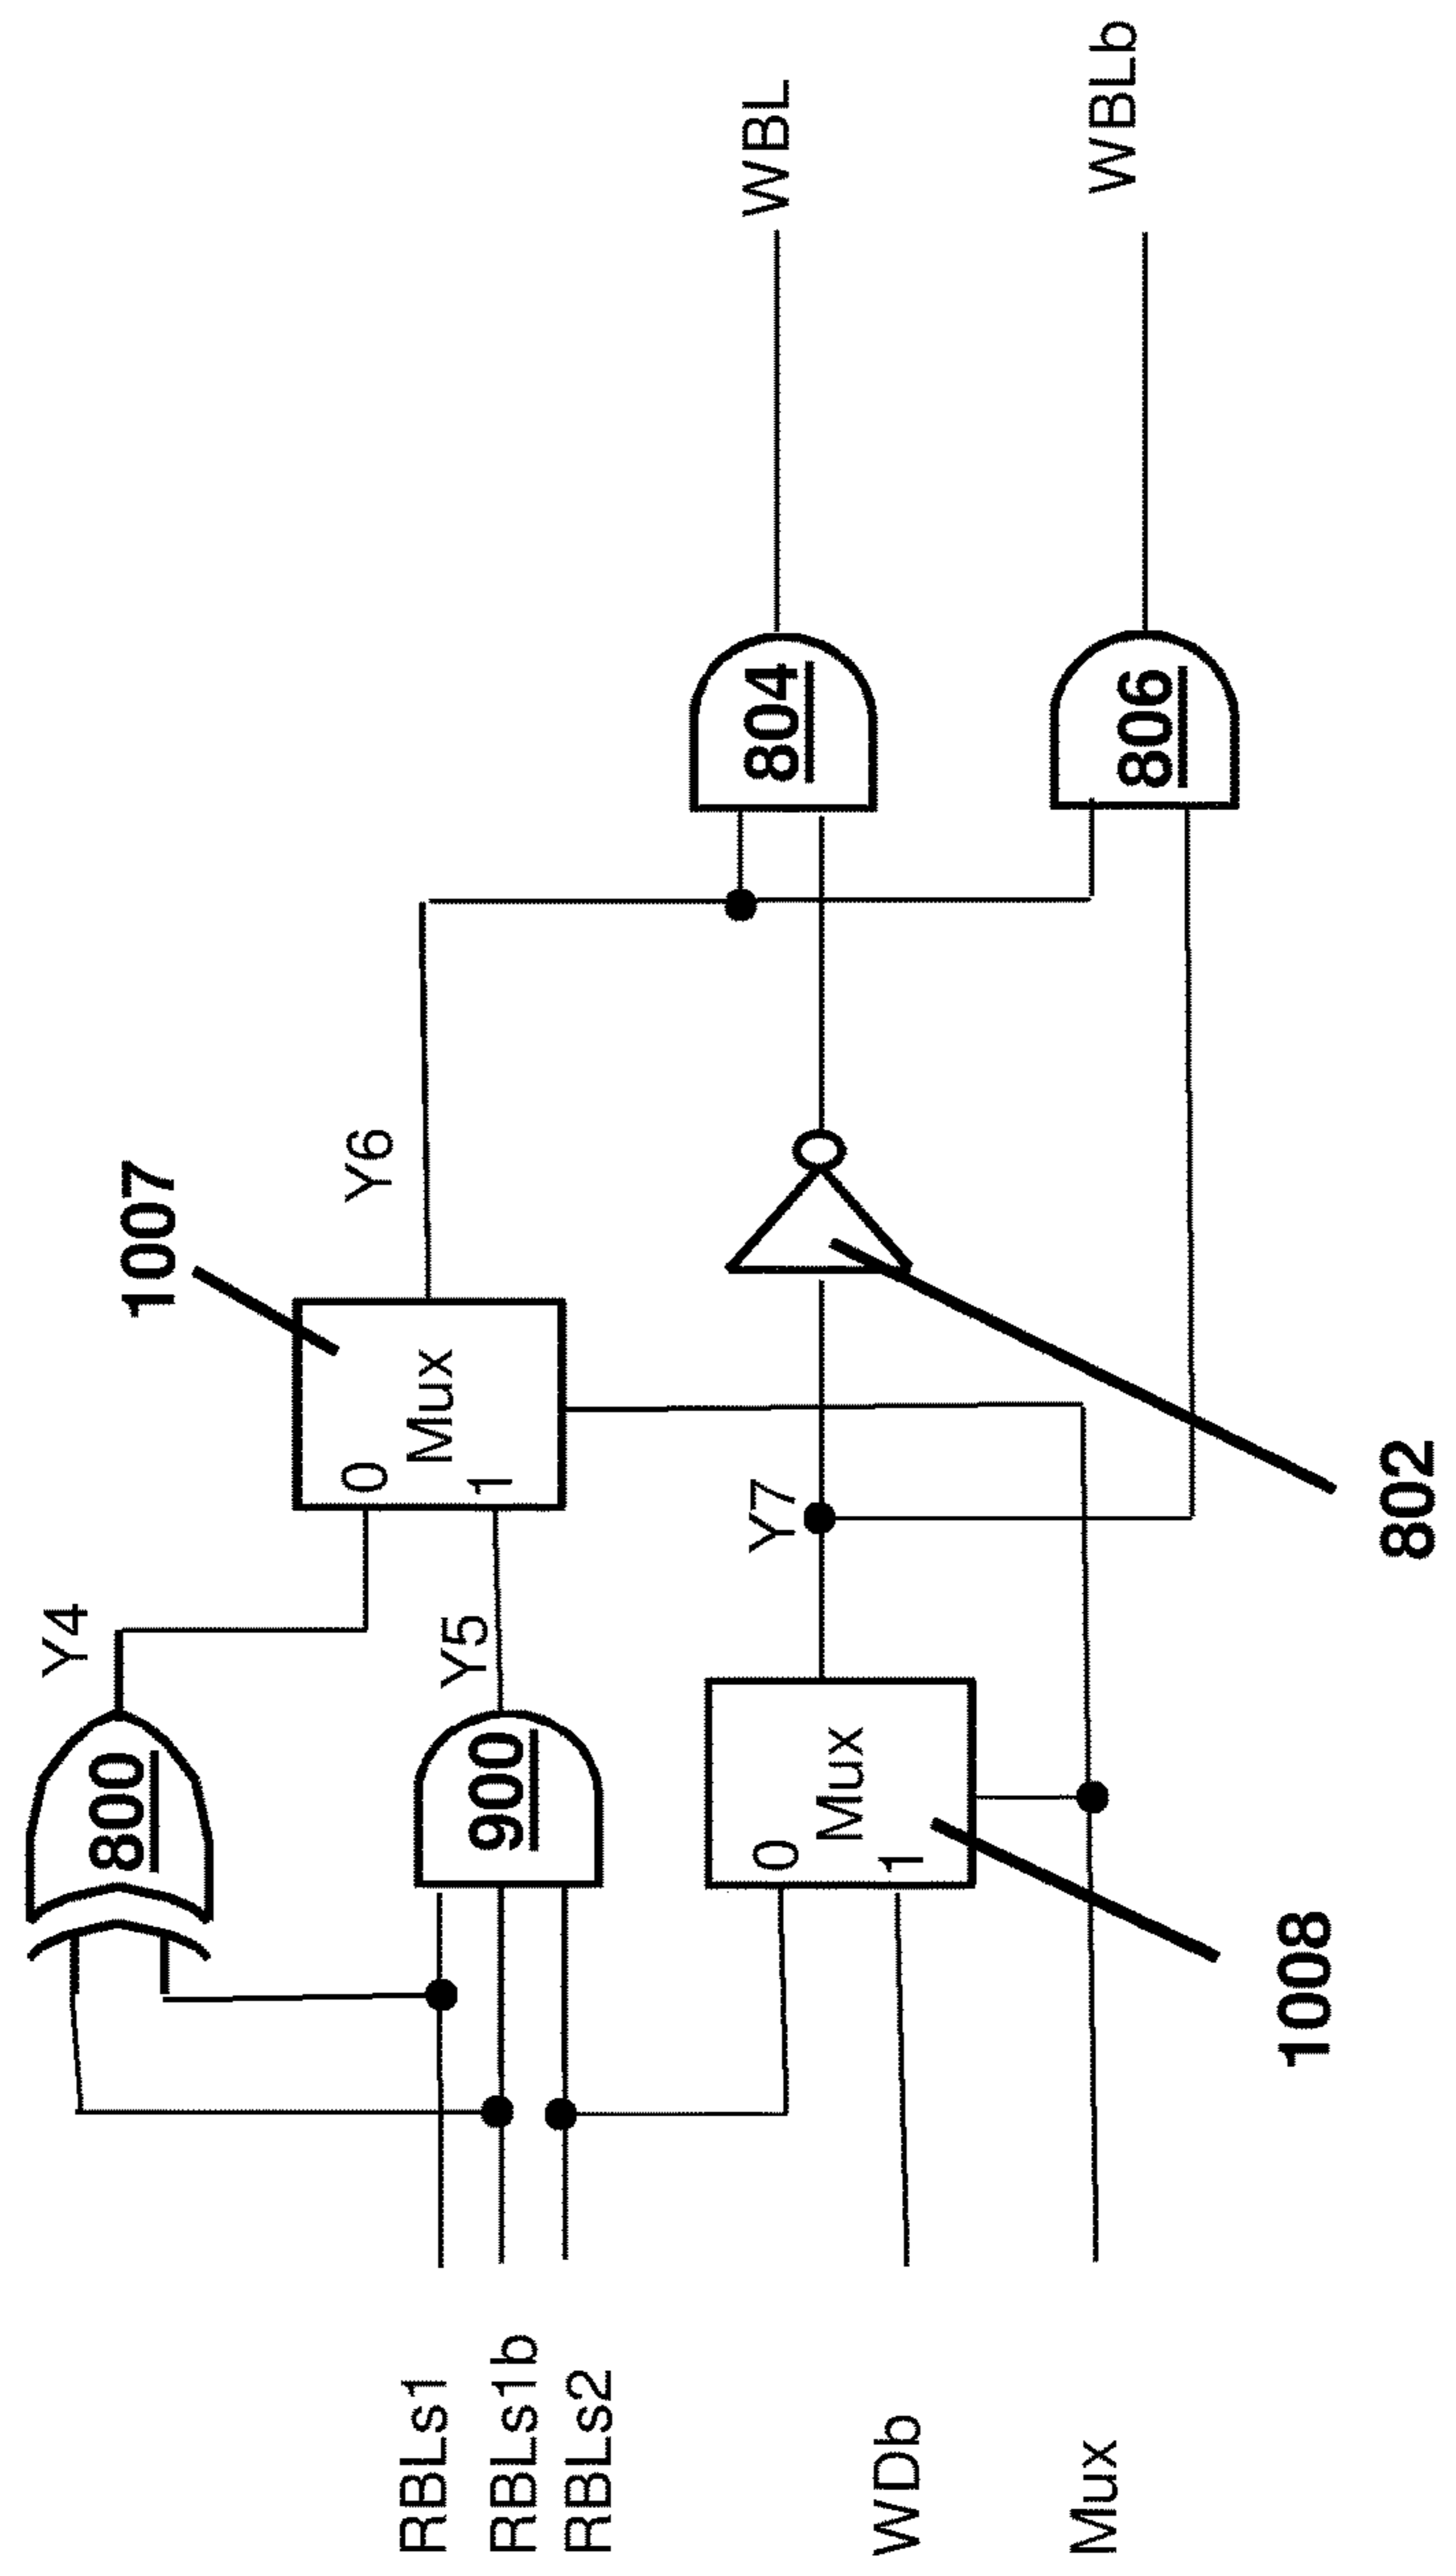 RBLs1
RBLs1b
RBLs2
WDb
Mux
800
900
Y4
Y5
0
1
Mux
1007
0
1
Mux
1008
Y6
Y7
802
804
806
WBL
WBLb